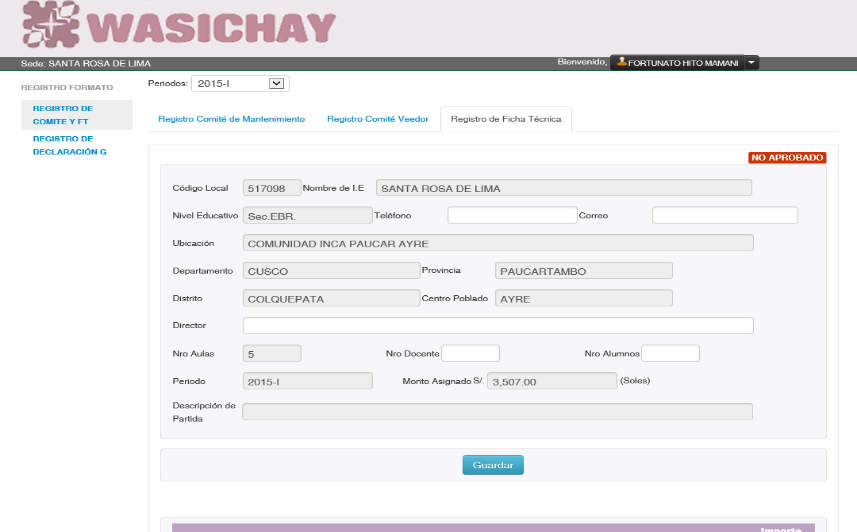 WASICHAY
Sede: SANTA ROSA DE LIMA Bienvenido, FORTUNATO HITO MAMANI
REGISTRO FORMATO
REGISTRO DE
COMITE Y FT
REGISTRO DE
DECLARACIÓN G
Periodos: 2015-I
Registro Comité de Mantenimiento Registro Comité Veedor Registro de Ficha Técnica
NO APROBADO
Código Local 517098 Nombre de I.E SANTA ROSA DE LIMA
Nivel Educativo Sec.EBR. Teléfono Correo
Ubicación COMUNIDAD INCA PAUCAR AYRE
Departamento CUSCO Provincia PAUCARTAMBO
Distrito COLQUEPATA Centro Poblado AYRE
Director
Nro Aulas 5 Nro Docente Nro Alumnos
Periodo 2015-I Monto Asignado S/. 3,507.00 (Soles)
Descripción de
Partida
Guardar
Importe